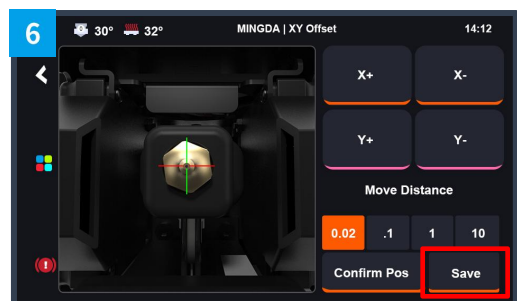 6
30° 32° MINGDA | XY Offset 14:12
X+ X-
Y+ Y-
Move Distance
0.02 .1 1 10
Confirm Pos Save